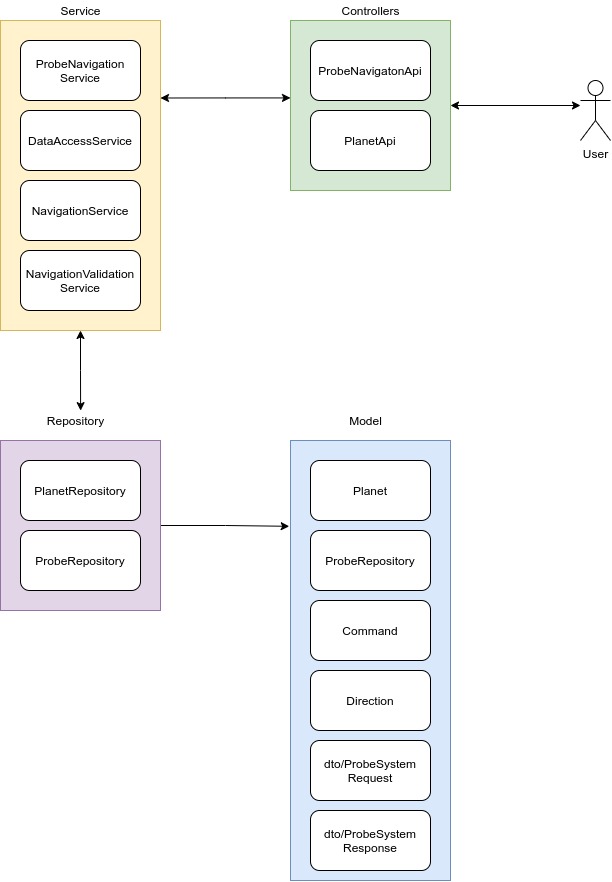 Service
Controllers
ProbeNavigation
Service
DataAccessService
NavigationService
NavigationValidation
Service
ProbeNavigatonApi
PlanetApi
User
Repository
Model
PlanetRepository
ProbeRepository
Planet
ProbeRepository
Command
Direction
dto/ProbeSystem
Request
dto/ProbeSystem
Response